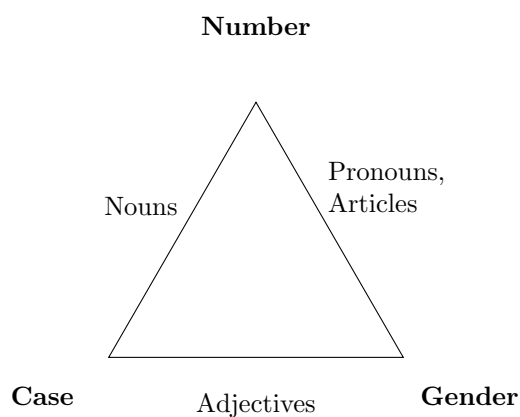 Number
Pronouns,
Articles
Nouns
Case
Adjectives
Gender